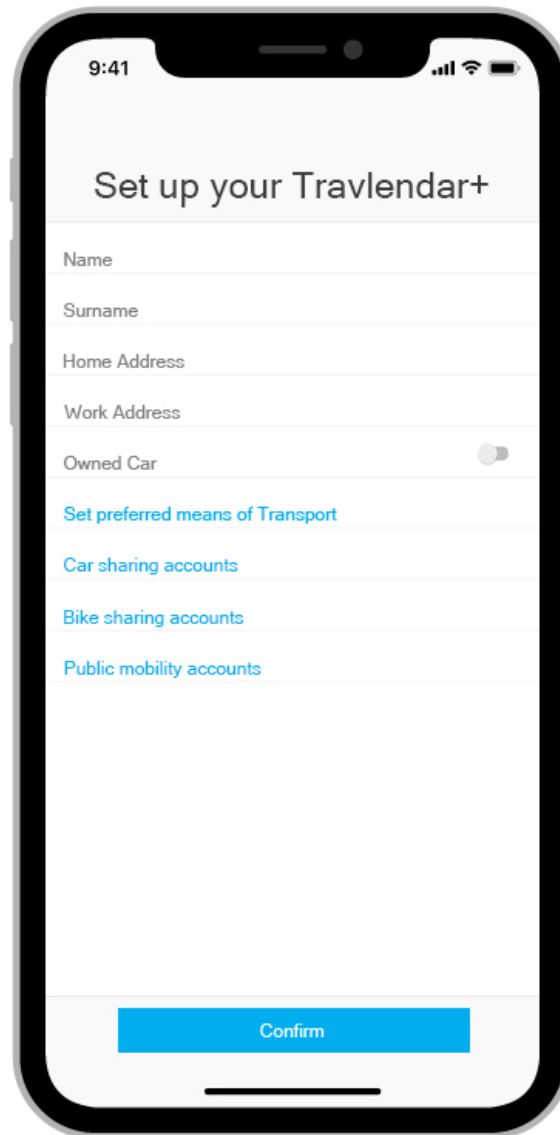 9:41
Set up your Travlendar+
Name
Surname
Home Address
Work Address
Owned Car
Set preferred means of Transport
Car sharing accounts
Bike sharing accounts
Public mobility accounts
Confirm